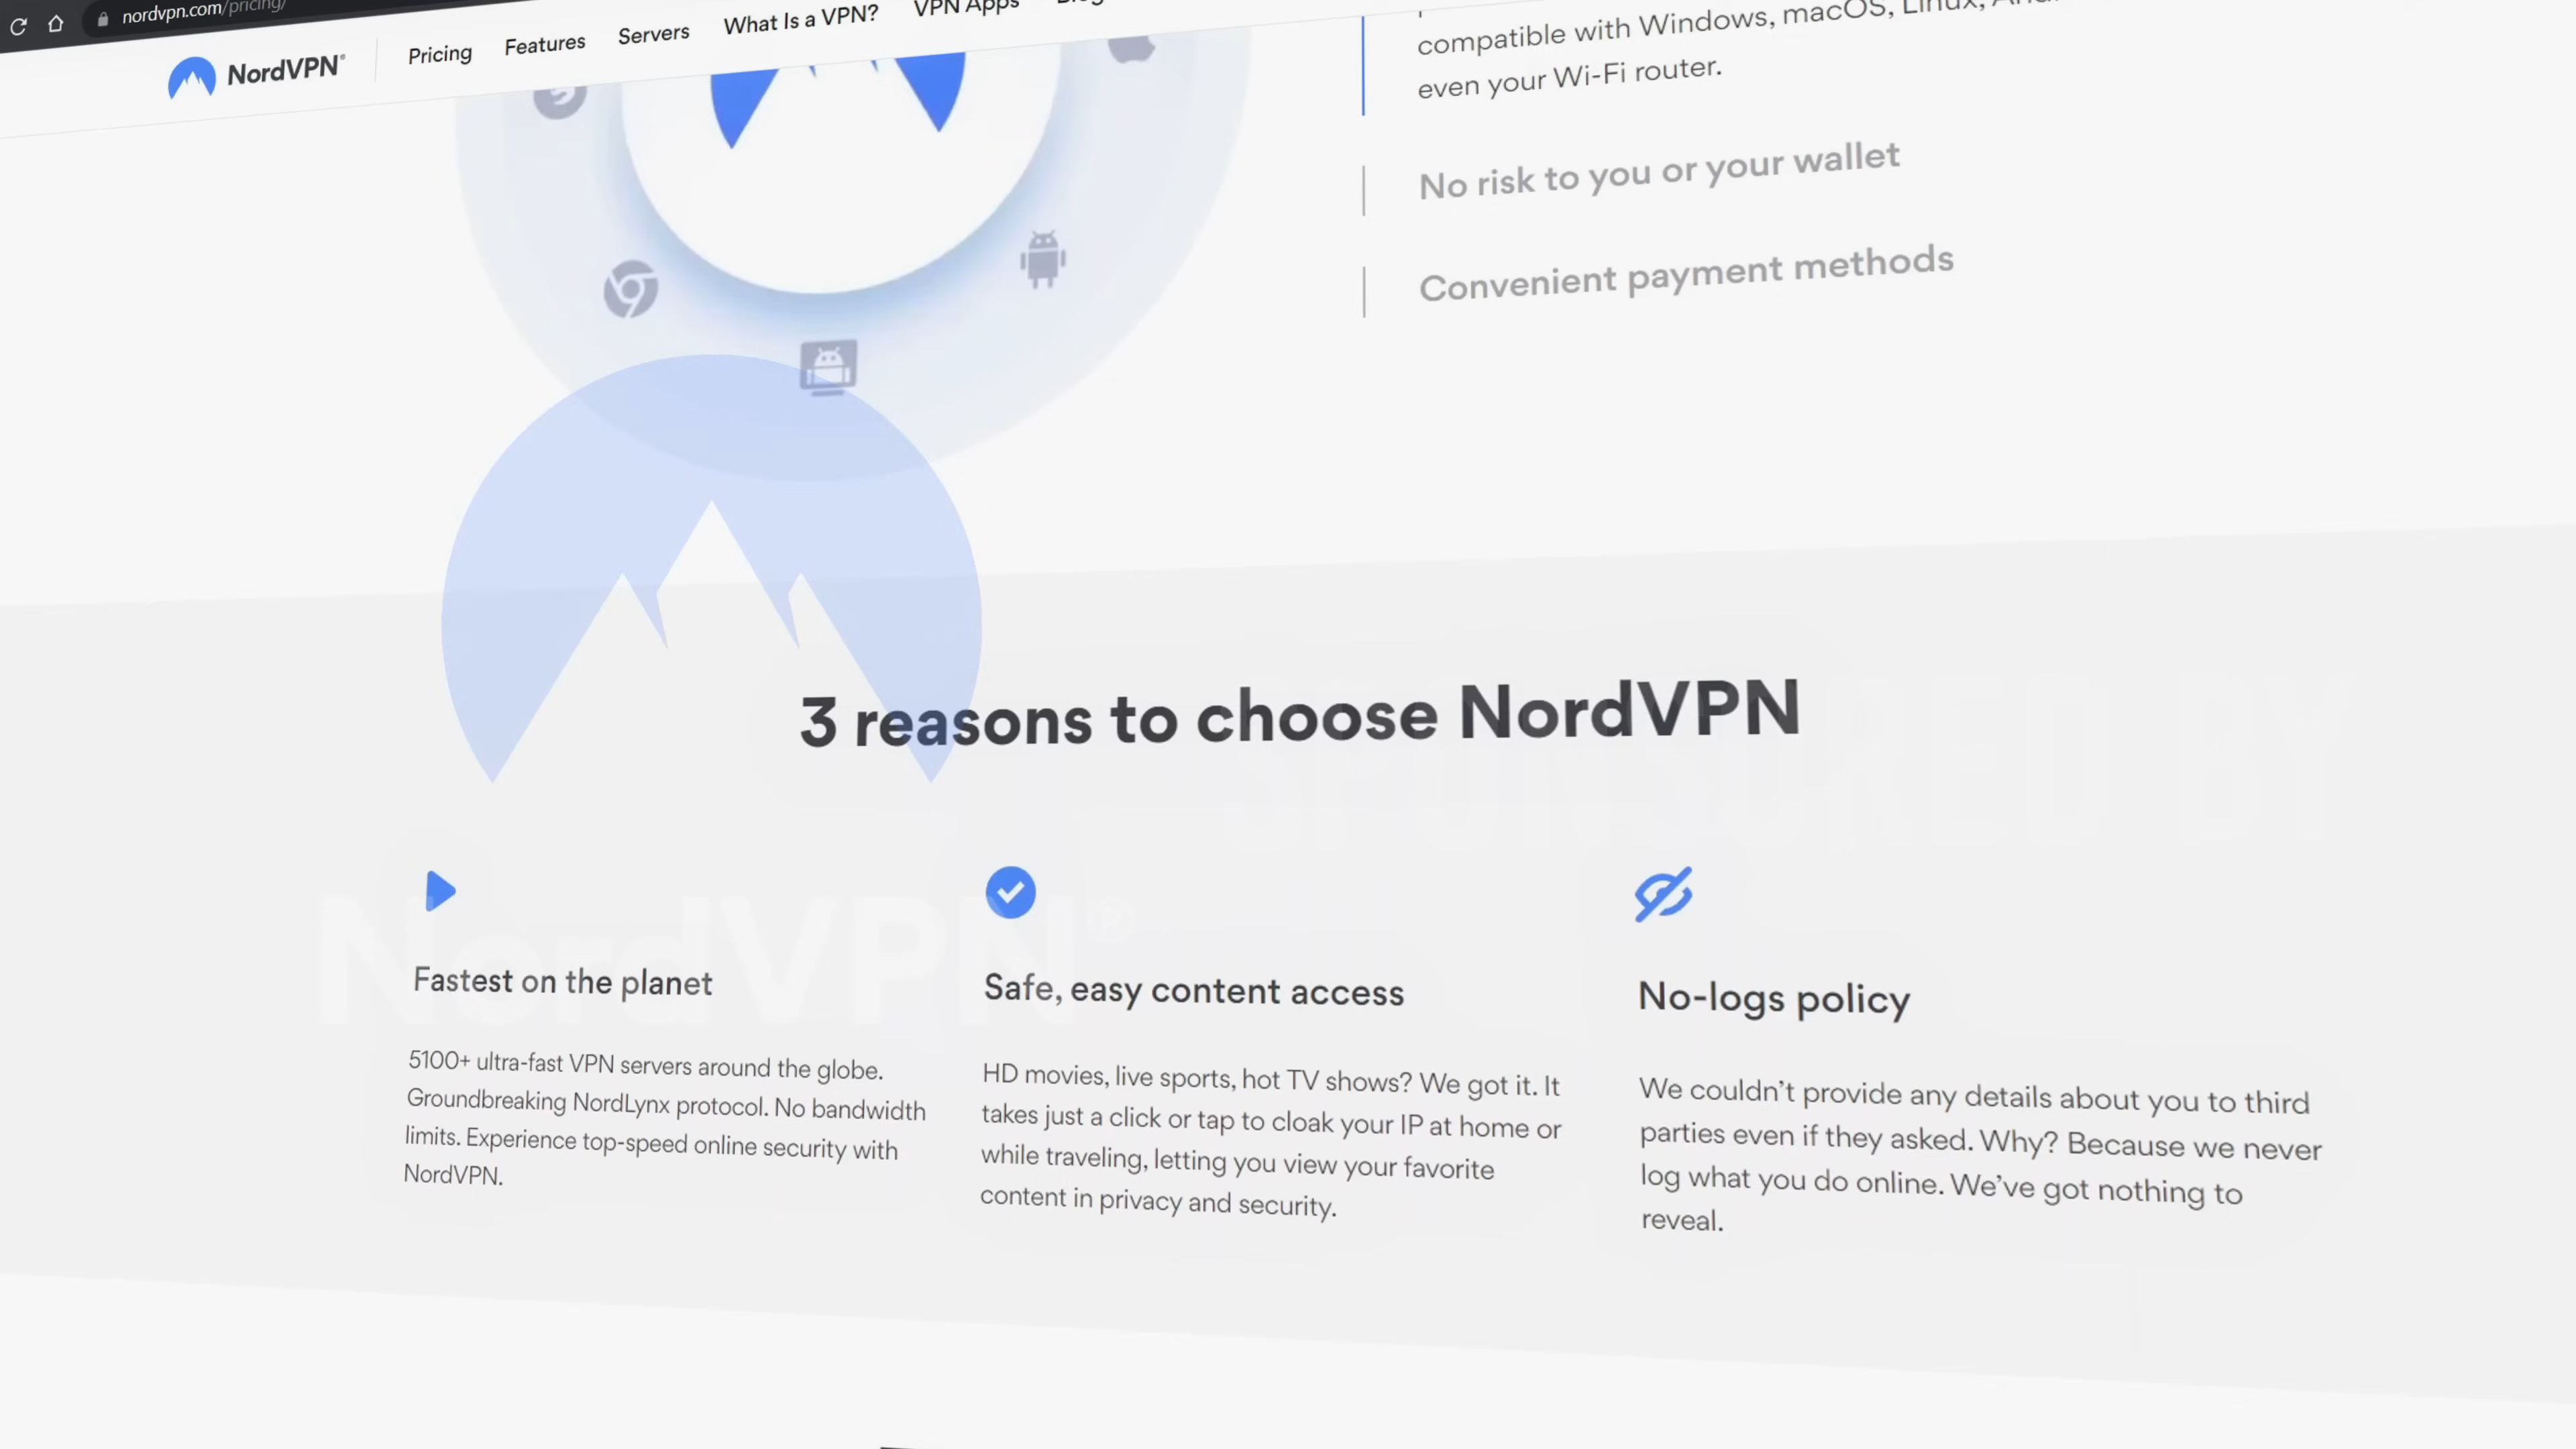 nordvpn.com/pricing/
NordVPN®
Pricing
Features
Servers
What Is a VPN?
VPN Apps
compatible with Windows, macOS, Linux,
even your Wi-Fi router.
No risk to you or your wallet
Convenient payment methods
3 reasons to choose NordVPN
SPONSORED BY
NordVPN®
Fastest on the planet
5100+ ultra-fast VPN servers around the globe.
Groundbreaking NordLynx protocol. No bandwidth
limits. Experience top-speed online security with
NordVPN.
Safe, easy content access
HD movies, live sports, hot TV shows? We got it. It
takes just a click or tap to cloak your IP at home or
while traveling, letting you view your favorite
content in privacy and security.
No-logs policy
We couldn't provide any details about you to third
parties even if they asked. Why? Because we never
log what you do online. We've got nothing to
reveal.